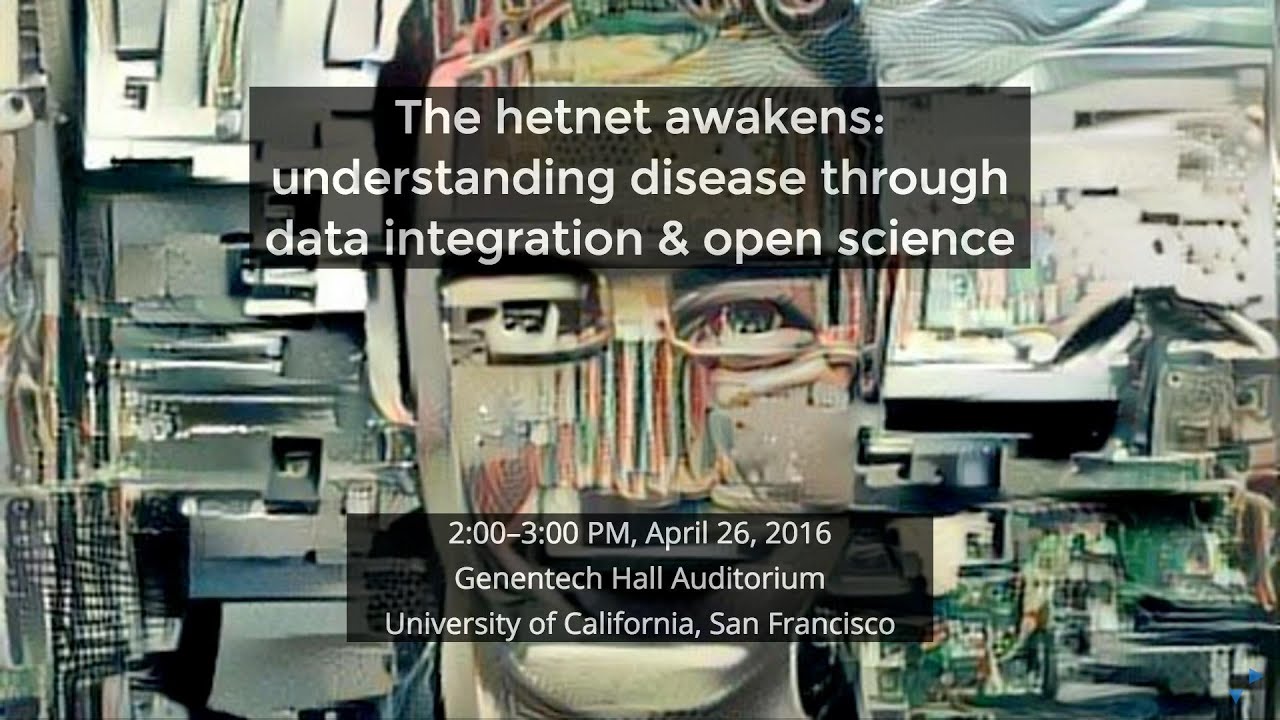 The hetnet awakens:
understanding disease through
data integration & open science
2:00–3:00 PM, April 26, 2016
Genentech Hall Auditorium
University of California, San Francisco